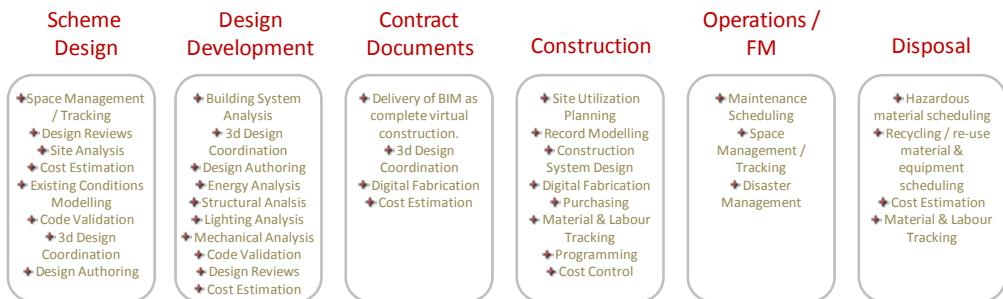 Scheme
Design
Space Management
/ Tracking
Design Reviews
Site Analysis
Cost Estimation
Existing Conditions
Modelling
Code Validation
3d Design
Coordination
Design Authoring
Design
Development
Building System
Analysis
3d Design
Coordination
Design Authoring
Energy Analysis
Structural Analsis
Lighting Analysis
Mechanical Analysis
Code Validation
Design Reviews
Cost Estimation
Contract
Documents
Delivery of BIM as
complete virtual
construction.
3d Design
Coordination
Digital Fabrication
Cost Estimation
Construction
Site Utilization
Planning
Record Modelling
Construction
System Design
Digital Fabrication
Purchasing
Material & Labour
Tracking
Programming
Cost Control
Operations /
FM
Maintenance
Scheduling
Space
Management /
Tracking
Disaster
Management
Disposal
Hazardous
material scheduling
Recycling / re-use
material &
equipment
scheduling
Cost Estimation
Material & Labour
Tracking